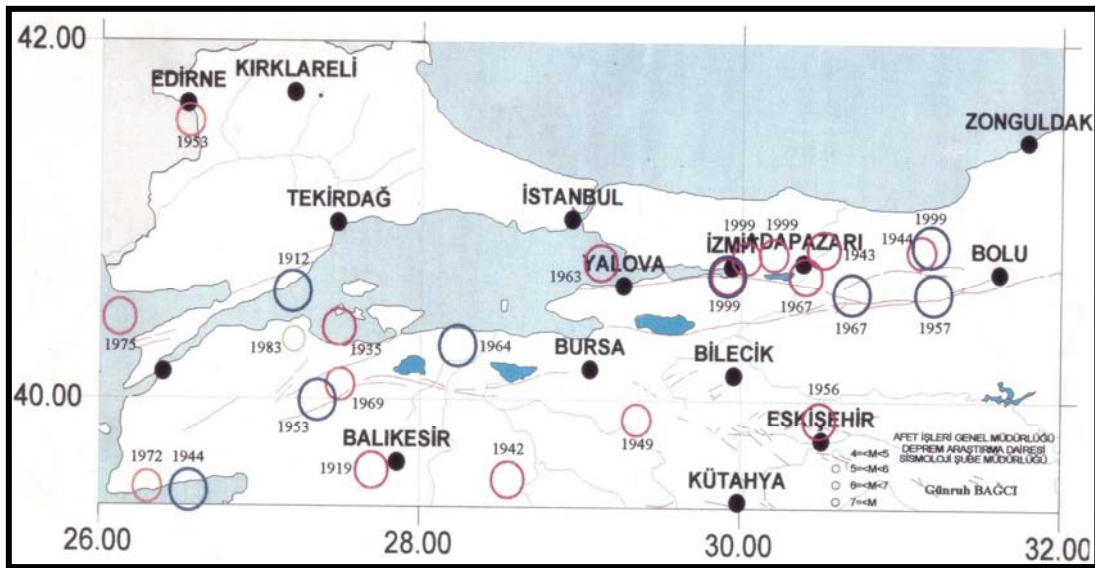 42.00
KIRKLARELİ
EDİRNE
1953
ZONGULDAK
TEKİRDAĞ
İSTANBUL
1999
1999
1999
1944
1912
İZMİT
ADAPAZARI
1943
BOLU
1963
YALOVA
1975
1999
1967
1967
1957
1983
1935
1964
BURSA
BİLECİK
40.00
1969
1953
1956
1949
ESKİŞEHİR
BALIKESİR
1942
1972
1944
1919
KÜTAHYA
AFET İŞLERİ GENEL MÜDÜRLÜĞÜ
DEPREM ARAŞTIRMA DAİRESİ
SİSMOLOJİ ŞUBE MÜDÜRLÜĞÜ
4=<M<5
5=<M<6
6=<M<7
7=<M
Günruh BAĞCI
26.00
28.00
30.00
32.00